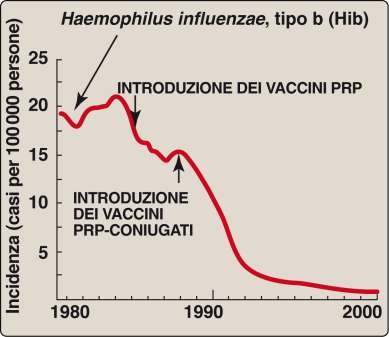 Haemophilus influenzae, tipo b (Hib)
Incidenza (casi per 100 000 persone)
25
20
15
10
5
INTRODUZIONE DEI VACCINI PRP
INTRODUZIONE
DEI VACCINI
PRP-CONIUGATI
1980
1990
2000